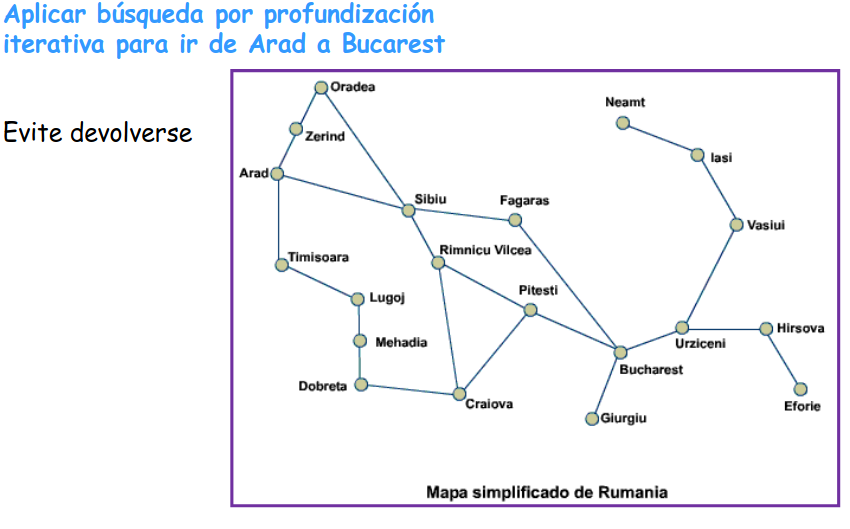 Aplicar búsqueda por profundización
iterativa para ir de Arad a Bucarest
Evite devolverse
Oradea
Neamt
Zerind
Iasi
Arad
Sibiu
Fagaras
Vasiui
Rimnicu Vilcea
Timisoara
Pitesti
Lugoj
Hirsova
Mehadia
Urziceni
Bucharest
Dobreta
Craiova
Eforie
Giurgiu
Mapa simplificado de Rumania